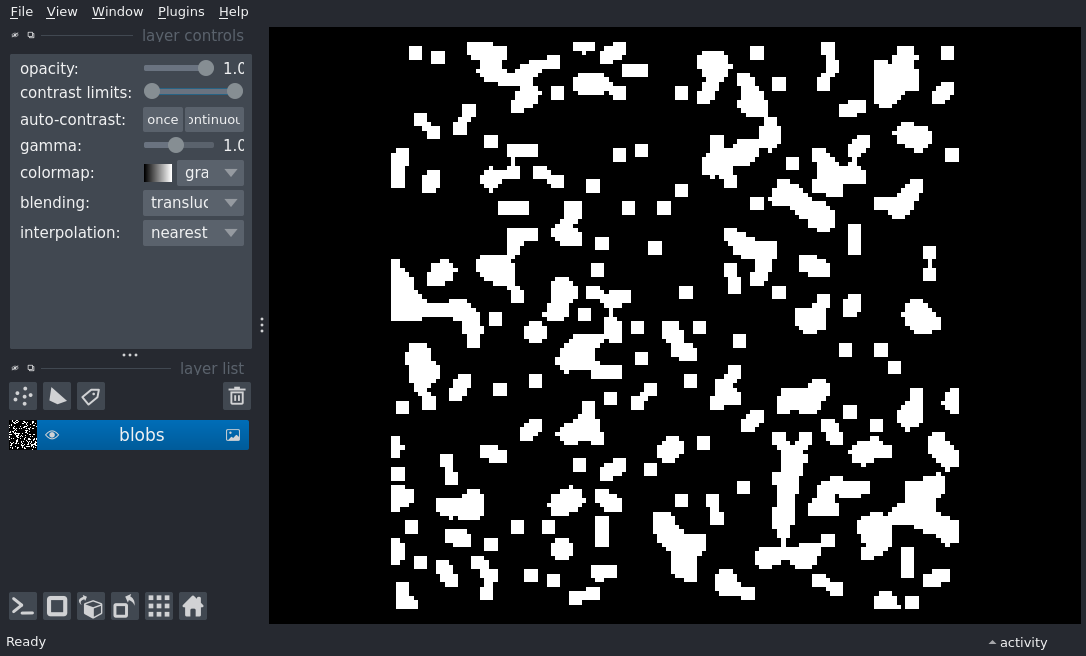 File View Window Plugins Help
layer controls
opacity: 1.0
contrast limits:
auto-contrast: once ontinuou
gamma: 1.0
colormap: gra
blending: transluc
interpolation: nearest
layer list
blobs
Ready activity